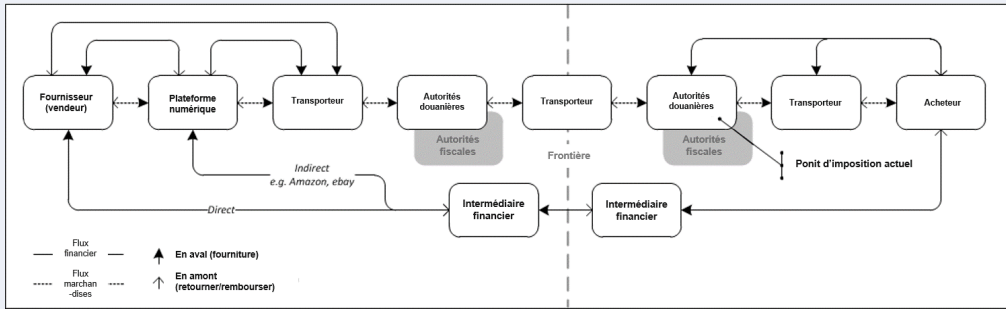 Fournisseur
(vendeur)
Plateforme
numérique
Transporteur
Autorités
douanières
Autorités
fiscales
Transporteur
Frontière
Autorités
douanières
Autorités
fiscales
Transporteur
Acheteur
Ponit d'imposition actuel
Indirect
e.g. Amazon, ebay
Direct
Intermédiaire
financier
Intermédiaire
financier
Flux
financier
En aval (fourniture)
Flux
marchan
-dises
En amont
(retourner/rembourser)